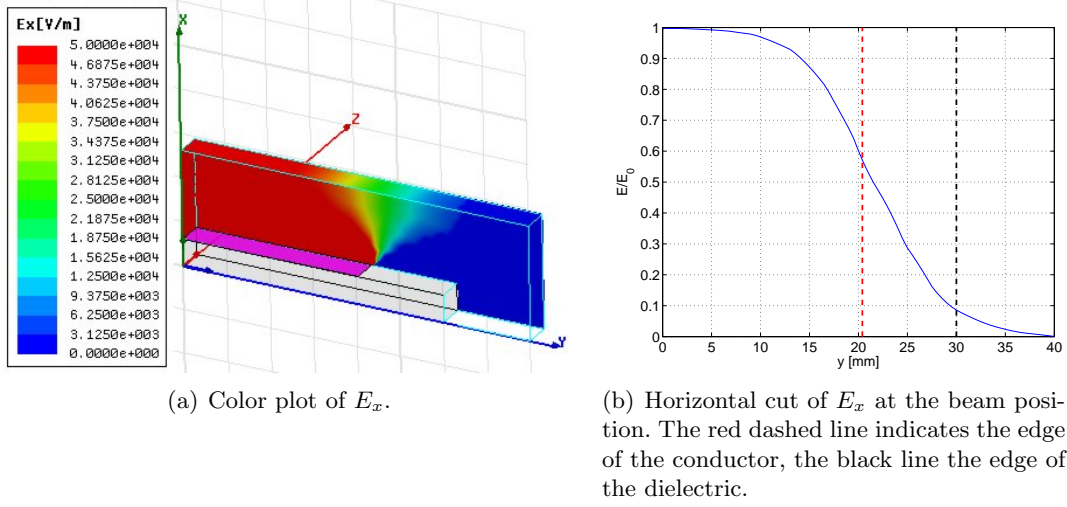 Ex[V/m]
5.0000e+004
4.6875e+004
4.3750e+004
4.0625e+004
3.7500e+004
3.4375e+004
3.1250e+004
2.8125e+004
2.5000e+004
2.1875e+004
1.8750e+004
1.5625e+004
1.2500e+004
9.3750e+003
6.2500e+003
3.1250e+003
0.0000e+000
X
Z
Y
(a) Color plot of Eₓ.
1
0.9
0.8
0.7
0.6
0.5
0.4
0.3
0.2
0.1
0
E/E₀
0 5 10 15 20 25 30 35 40
y [mm]
(b) Horizontal cut of Eₓ at the beam posi-
tion. The red dashed line indicates the edge
of the conductor, the black line the edge of
the dielectric.